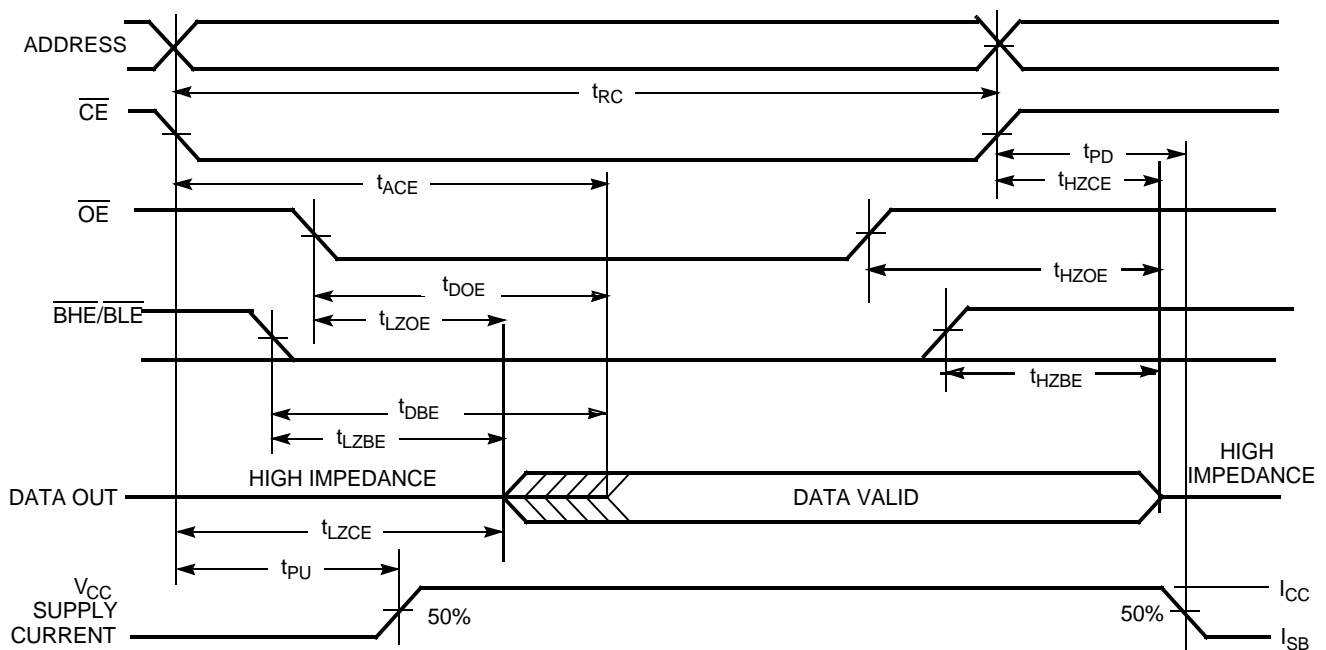 ADDRESS
tRC
CE
tPD
tACE
tHZCE
OE
tHZOE
tDOE
BHE/BLE
tLZOE
tHZBE
tDBE
tLZBE
HIGH IMPEDANCE
HIGH
IMPEDANCE
DATA OUT
DATA VALID
tLZCE
tPU
VCC
SUPPLY
CURRENT
50%
50%
ICC
ISB